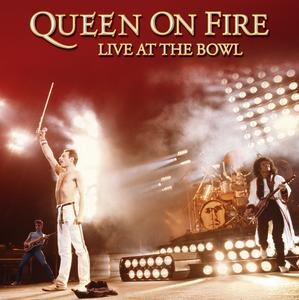 QUEEN ON FIRE
LIVE AT THE BOWL